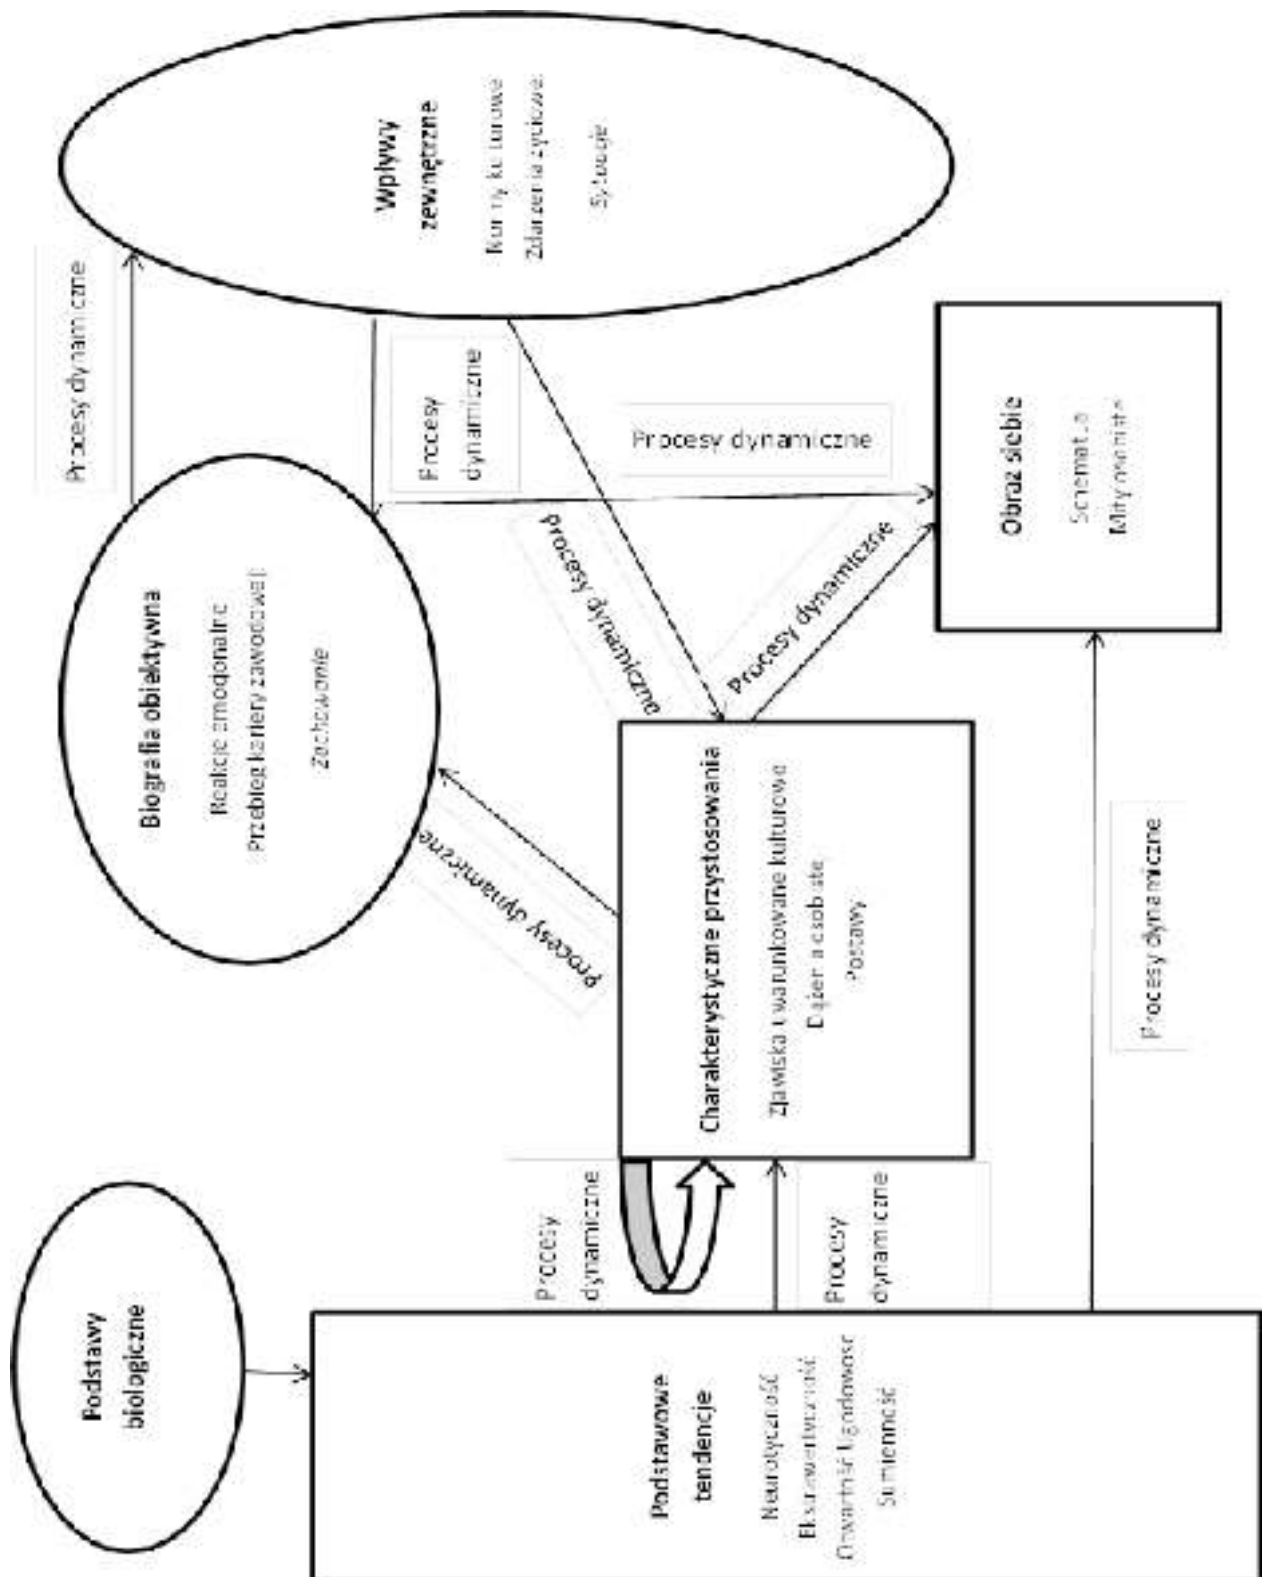 Podstawy
biologiczne
Biografia obiektywna
Reakcje emocjonalne
Przebieg kariery zawodowej:
Zachowanie
Procesy dynamiczne
Wpływy
zewnętrzne
Normy kulturowe
Zdarzenia życiowe:
Sytuacje
Procesy
dynamiczne
Procesy dynamiczne
Procesy dynamiczne
Procesy dynamiczne
Procesy dynamiczne
Procesy
dynamiczne
Charakterystyczne przystosowania
Zjawiska uwarunkowane kulturowo
Dążenia osobiste
Postawy
Podstawowe
tendencje
Neurotyczność
Ekstrawertyczność
Otwartość Ugodowość
Sumienność
Procesy
dynamiczne
Obraz siebie
Schemat Ja
Mity osobiste
Procesy dynamiczne